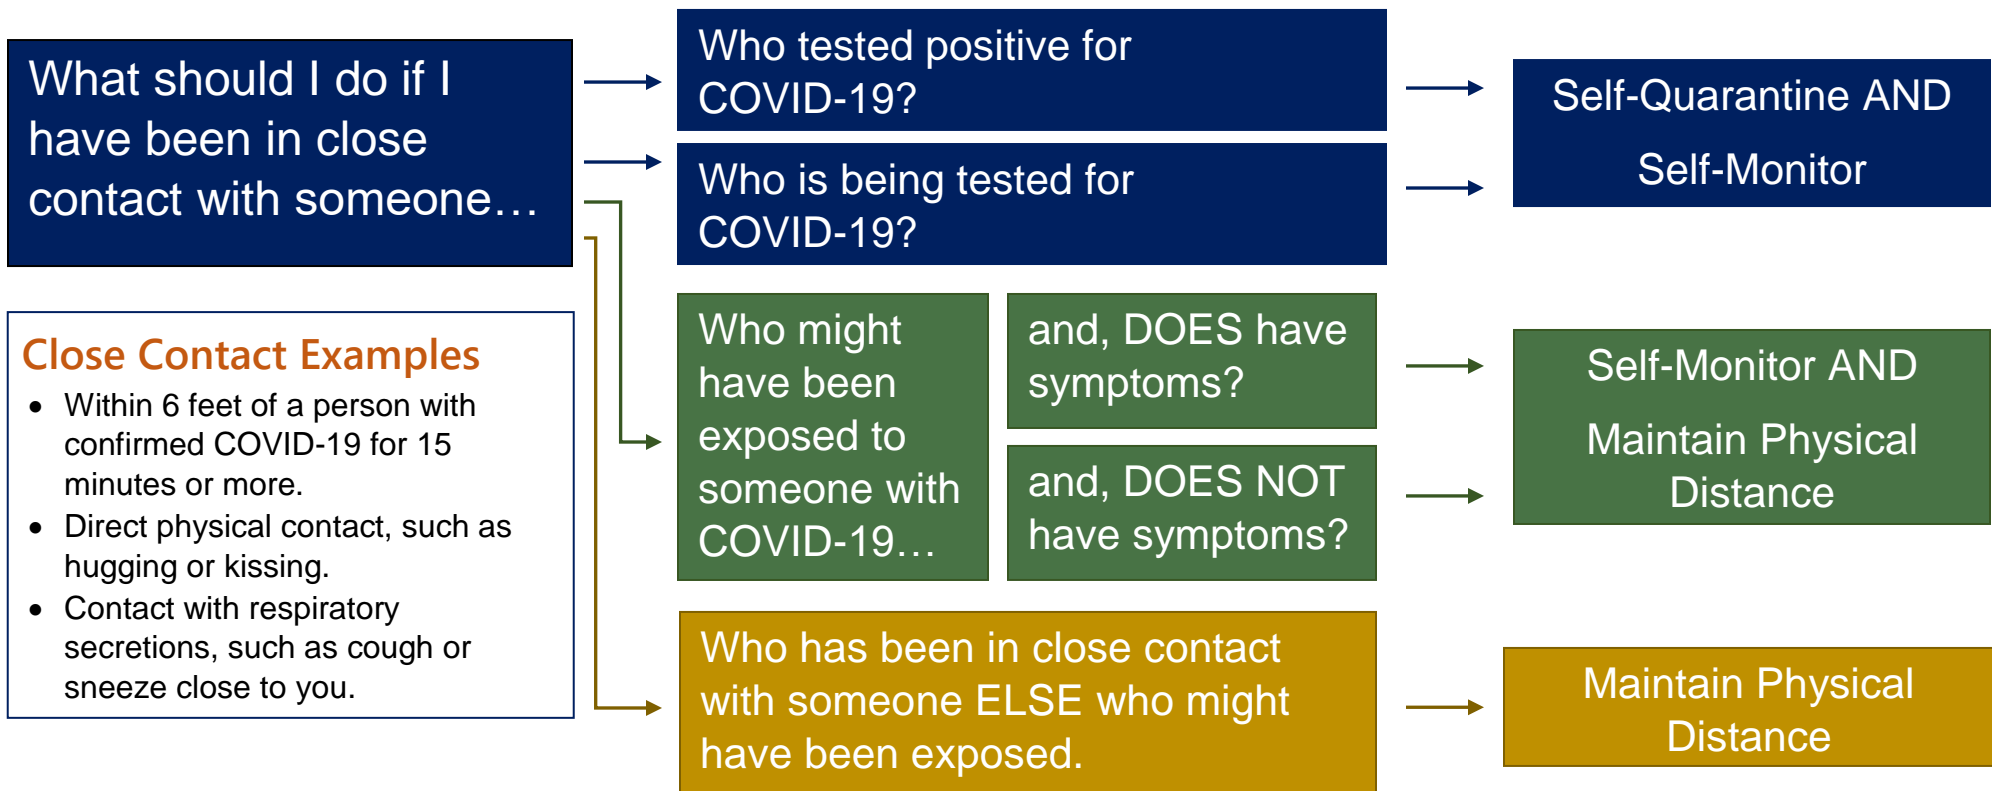 What should I do if I
have been in close
contact with someone…
Who tested positive for
COVID-19?
Who is being tested for
COVID-19?
Self-Quarantine AND
Self-Monitor
Close Contact Examples
• Within 6 feet of a person with
confirmed COVID-19 for 15
minutes or more.
• Direct physical contact, such as
hugging or kissing.
• Contact with respiratory
secretions, such as cough or
sneeze close to you.
Who might
have been
exposed to
someone with
COVID-19…
and, DOES have
symptoms?
and, DOES NOT
have symptoms?
Self-Monitor AND
Maintain Physical
Distance
Who has been in close contact
with someone ELSE who might
have been exposed.
Maintain Physical
Distance